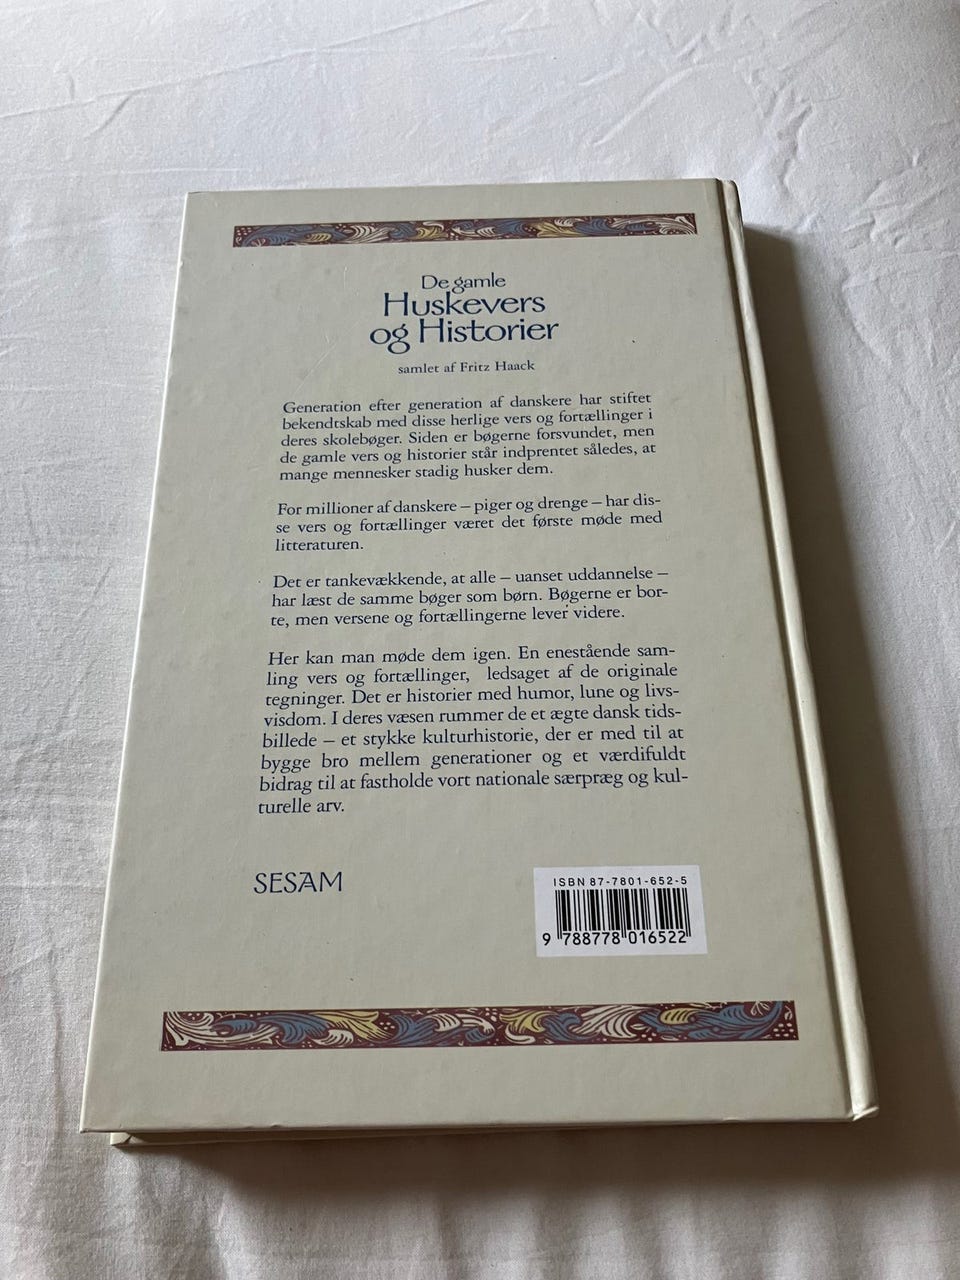 De gamle
Huskevers
og Historier
samlet af Fritz Haack
Generation efter generation af danskere har stiftet
bekendtskab med disse herlige vers og fortællinger i
deres skolebøger. Siden er bøgerne forsvundet, men
de gamle vers og historier står indprentet således, at
mange mennesker stadig husker dem.
For millioner af danskere – piger og drenge – har dis-
se vers og fortællinger været det første møde med
litteraturen.
Det er tankevækkende, at alle – uanset uddannelse –
har læst de samme bøger som børn. Bøgerne er bor-
te, men versene og fortællingerne lever videre.
Her kan man møde dem igen. En enestående sam-
ling vers og fortællinger, ledsaget af de originale
tegninger. Det er historier med humor, lune og livs-
visdom. I deres væsen rummer de et ægte dansk tids-
billede – et stykke kulturhistorie, der er med til at
bygge bro mellem generationer og et værdifuldt
bidrag til at fastholde vort nationale særpræg og kul-
turelle arv.
SESAM
ISBN 87-7801-652-5
9 788778 016522